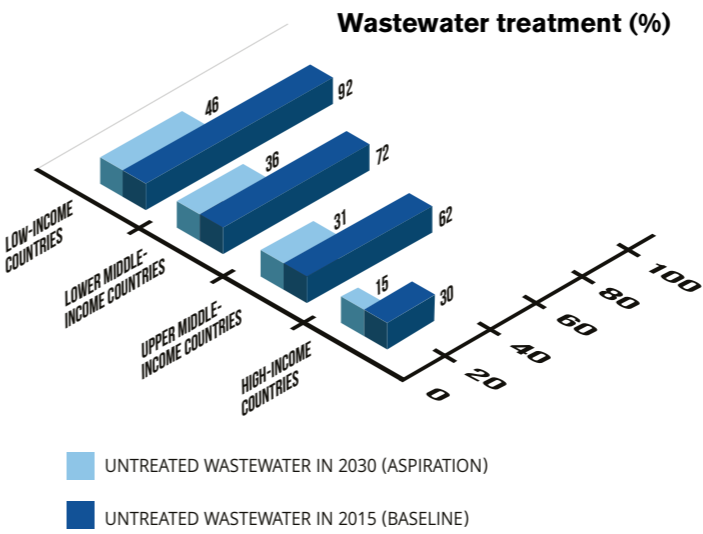 Wastewater treatment (%)
46
92
36
72
31
62
15
30
LOW-INCOME
COUNTRIES
LOWER MIDDLE-
INCOME COUNTRIES
UPPER MIDDLE-
INCOME COUNTRIES
HIGH-INCOME
COUNTRIES
0
20
40
60
80
100
UNTREATED WASTEWATER IN 2030 (ASPIRATION)
UNTREATED WASTEWATER IN 2015 (BASELINE)